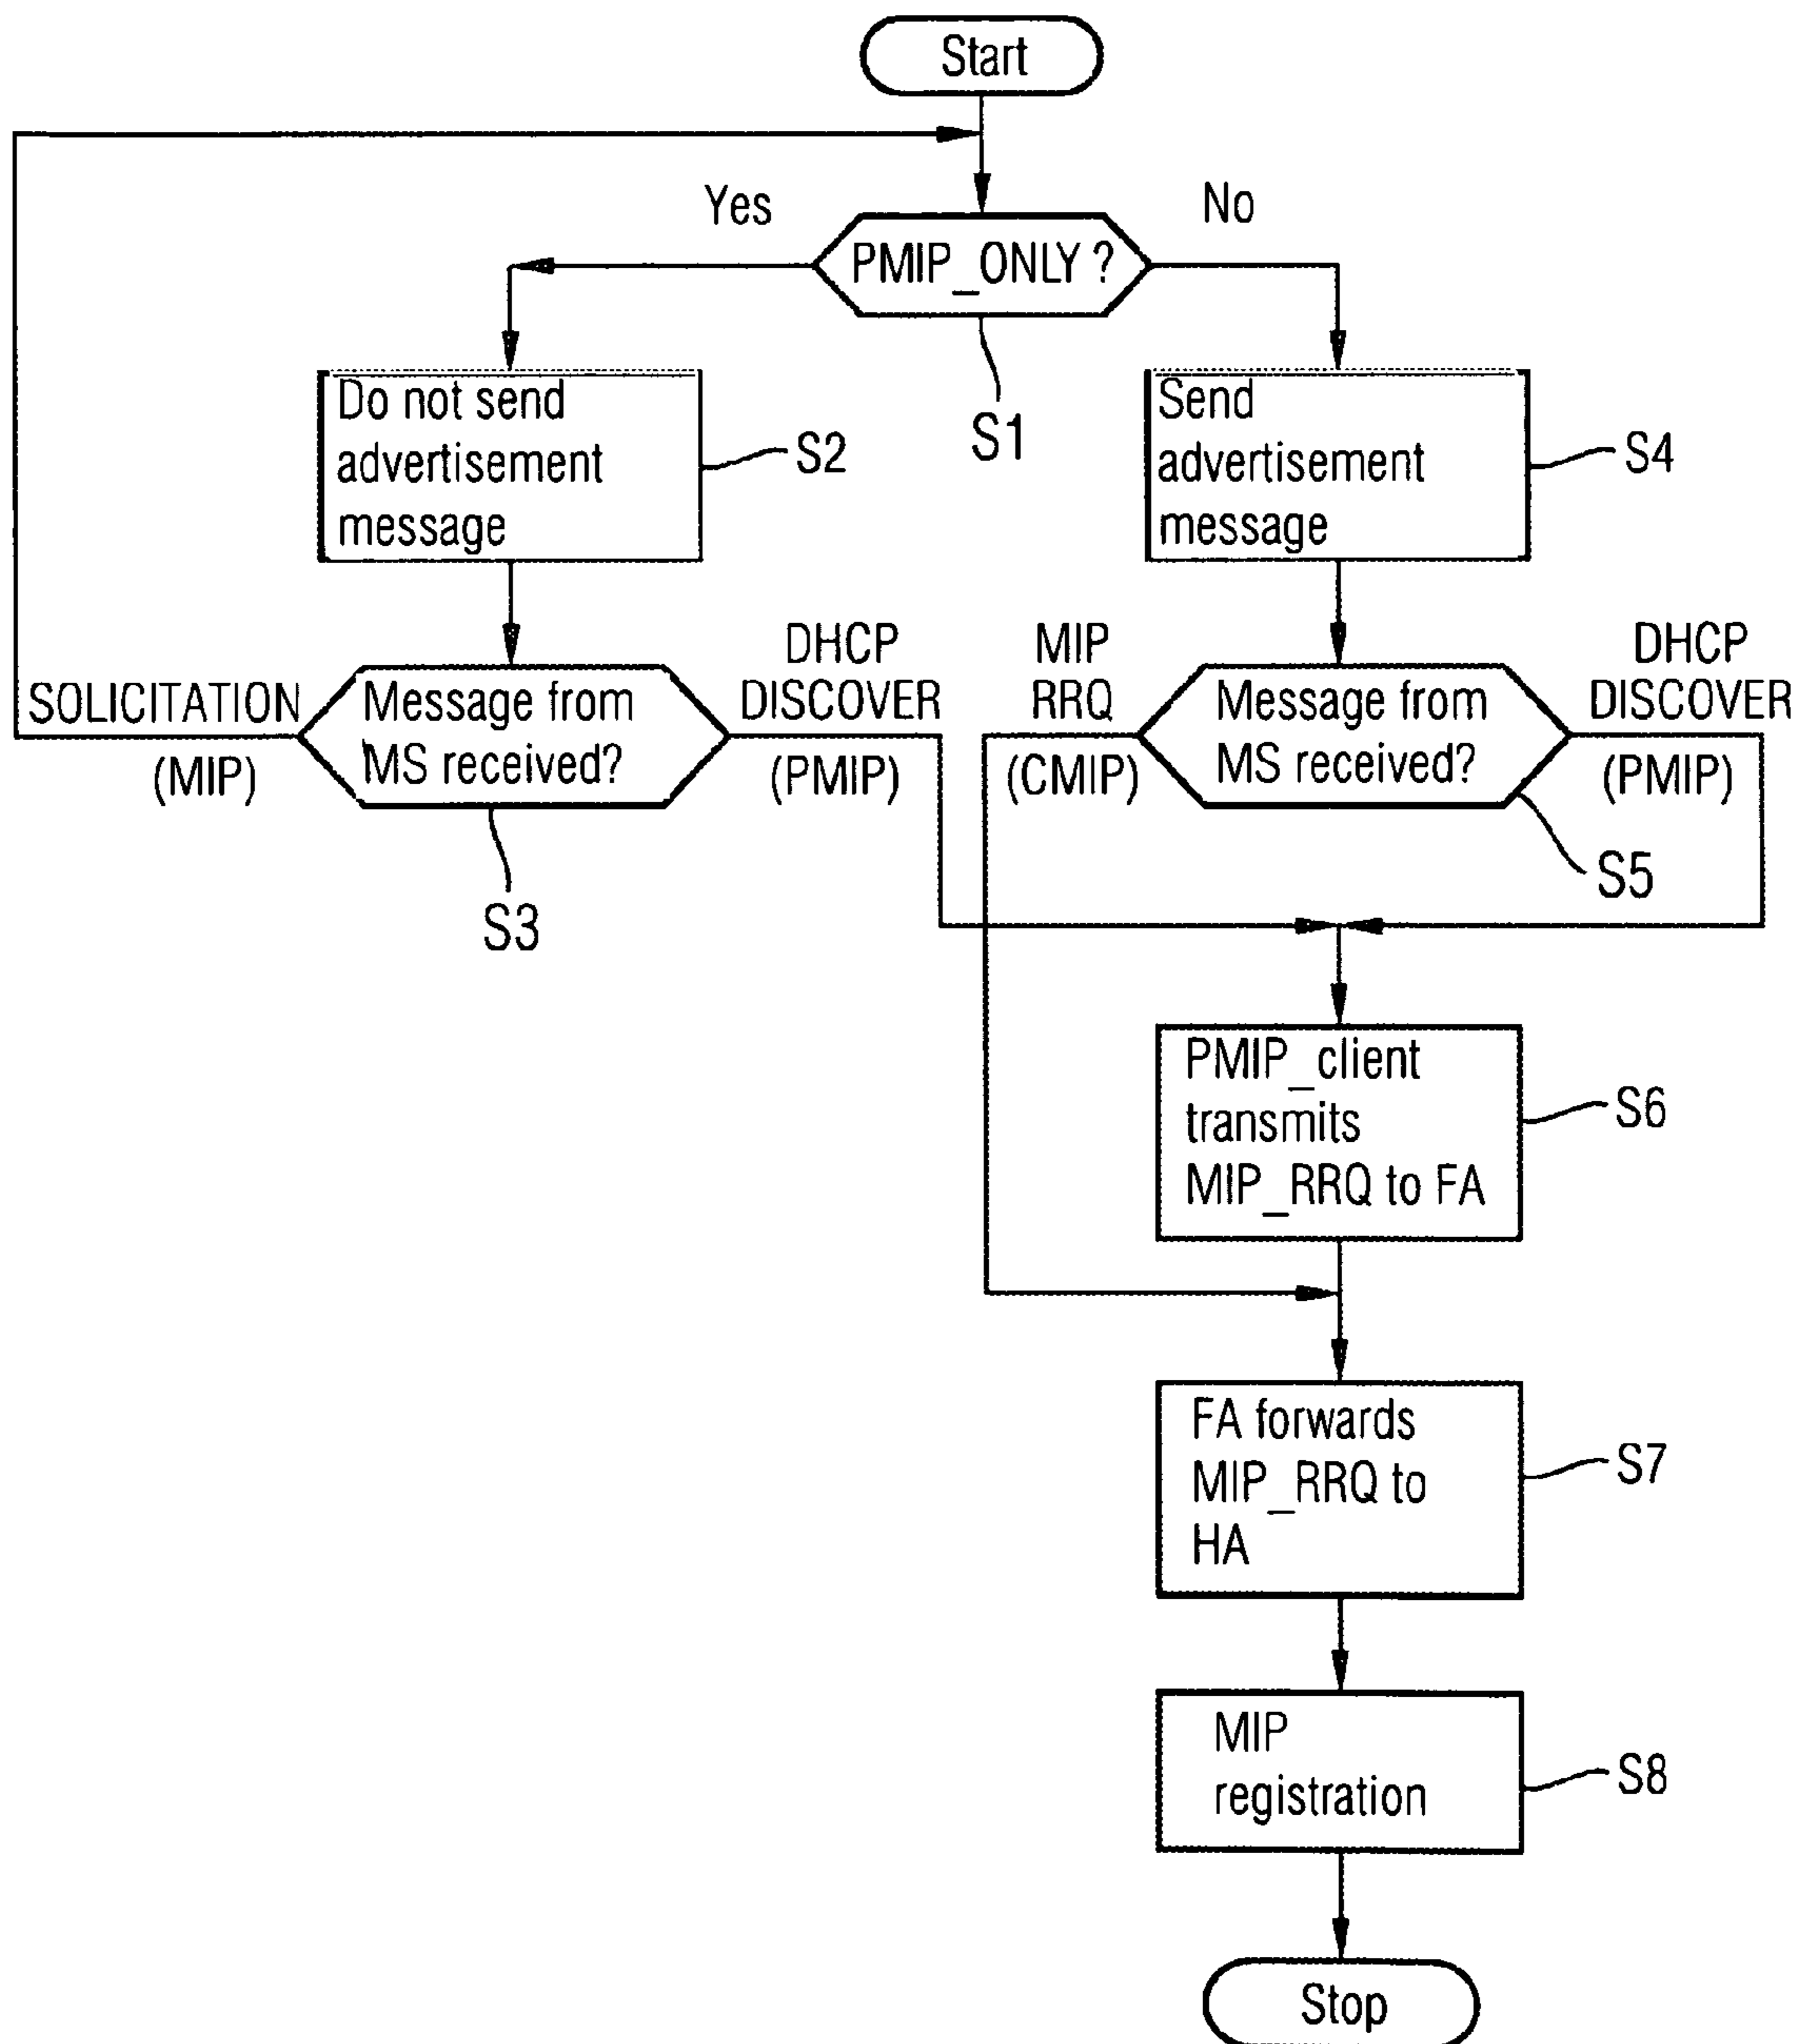 Start
Yes
No
PMIP_ONLY ?
S1
Do not send
advertisement
message
S2
Send
advertisement
message
S4
SOLICITATION
(MIP)
Message from
MS received?
S3
DHCP
DISCOVER
(PMIP)
MIP
RRQ
(CMIP)
Message from
MS received?
S5
DHCP
DISCOVER
(PMIP)
PMIP_client
transmits
MIP_RRQ to FA
S6
FA forwards
MIP_RRQ to
HA
S7
MIP
registration
S8
Stop